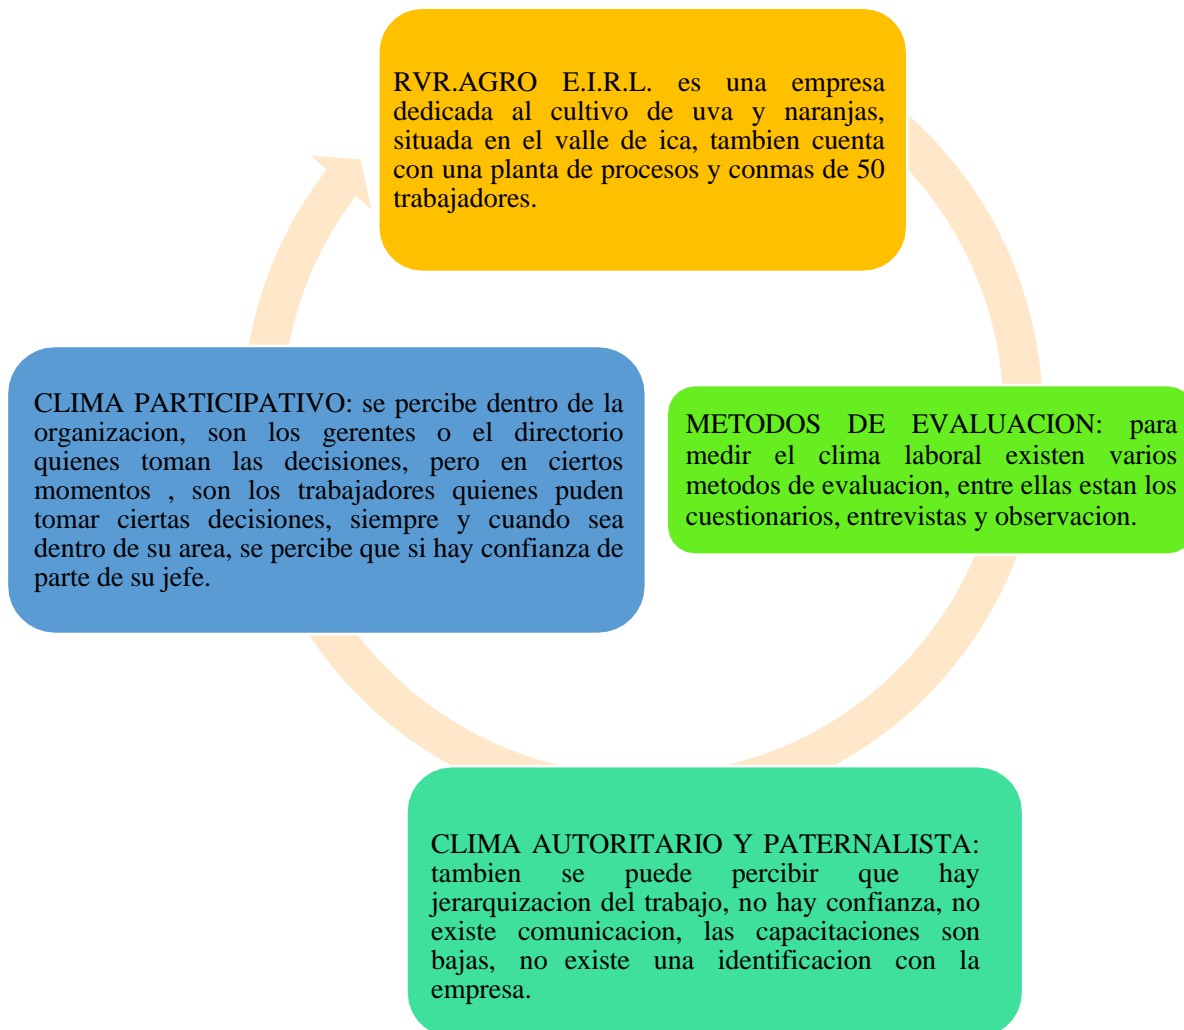 RVR.AGRO E.I.R.L. es una empresa
dedicada al cultivo de uva y naranjas,
situada en el valle de ica, tambien cuenta
con una planta de procesos y conmas de 50
trabajadores.
METODOS DE EVALUACION: para
medir el clima laboral existen varios
metodos de evaluacion, entre ellas estan los
cuestionarios, entrevistas y observacion.
CLIMA AUTORITARIO Y PATERNALISTA:
tambien se puede percibir que hay
jerarquizacion del trabajo, no hay confianza, no
existe comunicacion, las capacitaciones son
bajas, no existe una identificacion con la
empresa.
CLIMA PARTICIPATIVO: se percibe dentro de la
organizacion, son los gerentes o el directorio
quienes toman las decisiones, pero en ciertos
momentos , son los trabajadores quienes puden
tomar ciertas decisiones, siempre y cuando sea
dentro de su area, se percibe que si hay confianza de
parte de su jefe.